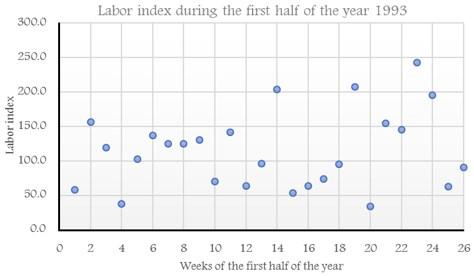 Labor index during the first half of the year 1993
300.0
250.0
200.0
150.0
100.0
50.0
0.0
Labor index
0 2 4 6 8 10 12 14 16 18 20 22 24 26
Weeks of the first half of the year